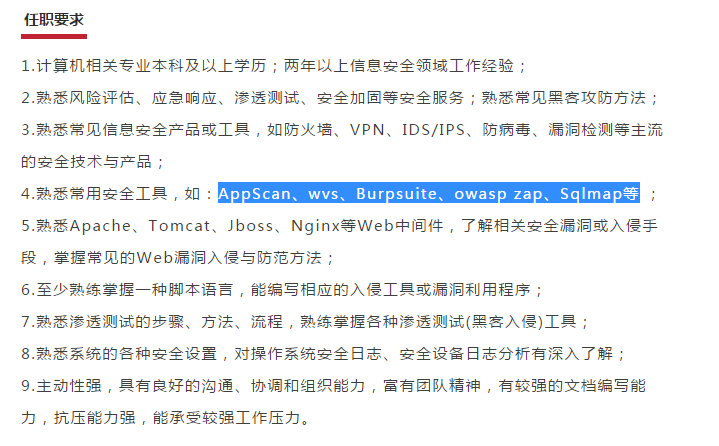 任职要求
1.计算机相关专业本科及以上学历；两年以上信息安全领域工作经验；
2.熟悉风险评估、应急响应、渗透测试、安全加固等安全服务；熟悉常见黑客攻防方法；
3.熟悉常见信息安全产品或工具，如防火墙、VPN、IDS/IPS、防病毒、漏洞检测等主流
的安全技术与产品；
4.熟悉常用安全工具，如：AppScan、wvs、Burpsuite、owasp zap、Sqlmap等 ；
5.熟悉Apache、Tomcat、Jboss、Nginx等Web中间件，了解相关安全漏洞或入侵手
段，掌握常见的Web漏洞入侵与防范方法；
6.至少熟练掌握一种脚本语言，能编写相应的入侵工具或漏洞利用程序；
7.熟悉渗透测试的步骤、方法、流程，熟练掌握各种渗透测试(黑客入侵)工具；
8.熟悉系统的各种安全设置，对操作系统安全日志、安全设备日志分析有深入了解；
9.主动性强，具有良好的沟通、协调和组织能力，富有团队精神，有较强的文档编写能
力，抗压能力强，能承受较强工作压力。